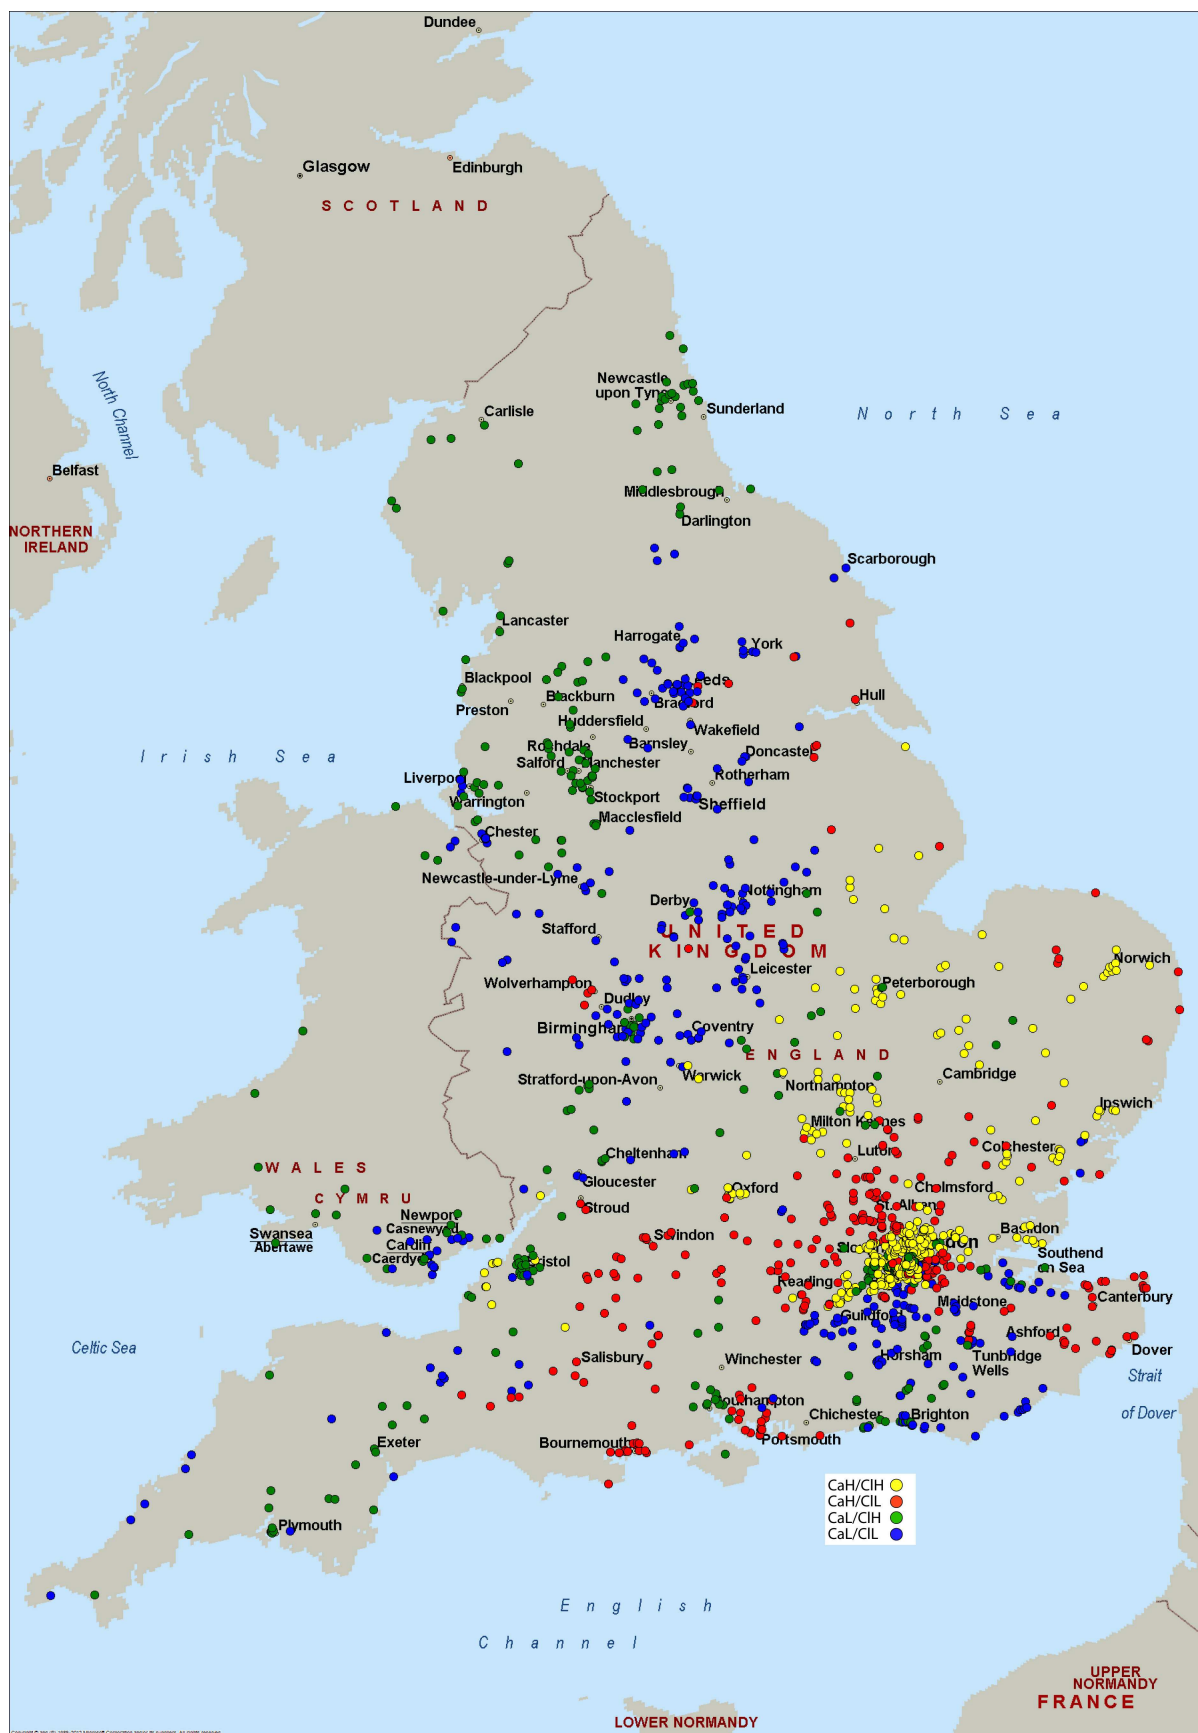 Dundee
Glasgow
Edinburgh
S C O T L A N D
North Channel
Newcastle
upon Tyne
Sunderland
N o r t h   S e a
Carlisle
Belfast
NORTHERN
IRELAND
Middlesbrough
Darlington
Scarborough
Lancaster
Harrogate
York
Blackpool
Blackburn
Preston
Bradford
Hull
Huddersfield
Wakefield
I r i s h   S e a
Rochdale
Barnsley
Doncaster
Salford
Manchester
Liverpool
Rotherham
Warrington
Stockport
Sheffield
Macclesfield
Chester
Newcastle-under-Lyme
Derby
Nottingham
Stafford
U N I T E D
K I N G D O M
Norwich
Leicester
Wolverhampton
Peterborough
Dudley
Birmingham
Coventry
E N G L A N D
Warwick
Cambridge
Stratford-upon-Avon
Northampton
Ipswich
Milton Keynes
Colchester
Cheltenham
Luton
W A L E S
Gloucester
Oxford
Chelmsford
C Y M R U
Stroud
St. Albans
Newport
Casnewydd
Swansea
Abertawe
Swindon
Basildon
Cardiff
Caerdydd
Slough
Southend
on Sea
Bristol
Reading
Canterbury
Maidstone
Guildford
Celtic Sea
Ashford
Dover
Salisbury
Winchester
Horsham
Tunbridge
Wells
Strait
of Dover
Southampton
Chichester
Brighton
Exeter
Bournemouth
Portsmouth
CaH/ClH
CaH/ClL
CaL/ClH
CaL/ClL
Plymouth
E n g l i s h
C h a n n e l
UPPER
NORMANDY
F R A N C E
LOWER NORMANDY